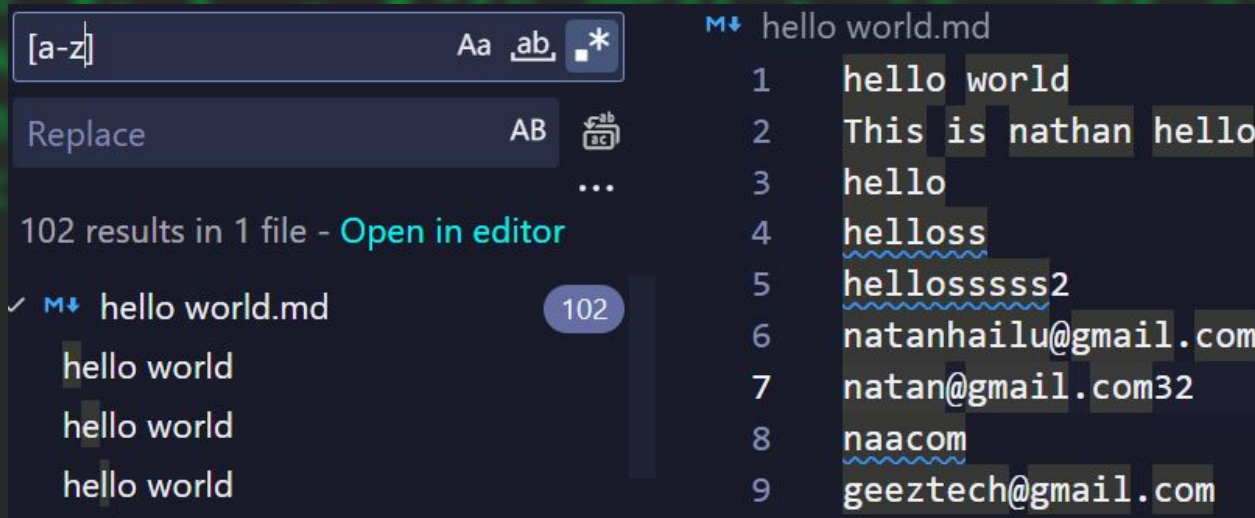 [a-z] Aa ab *
Replace AB
...
102 results in 1 file - Open in editor
hello world.md 102
hello world
hello world
hello world
hello world.md
1 hello world
2 This is nathan hello
3 hello
4 helloss
5 hellosssss2
6 natanhailu@gmail.com
7 natan@gmail.com32
8 naacom
9 geeztech@gmail.com